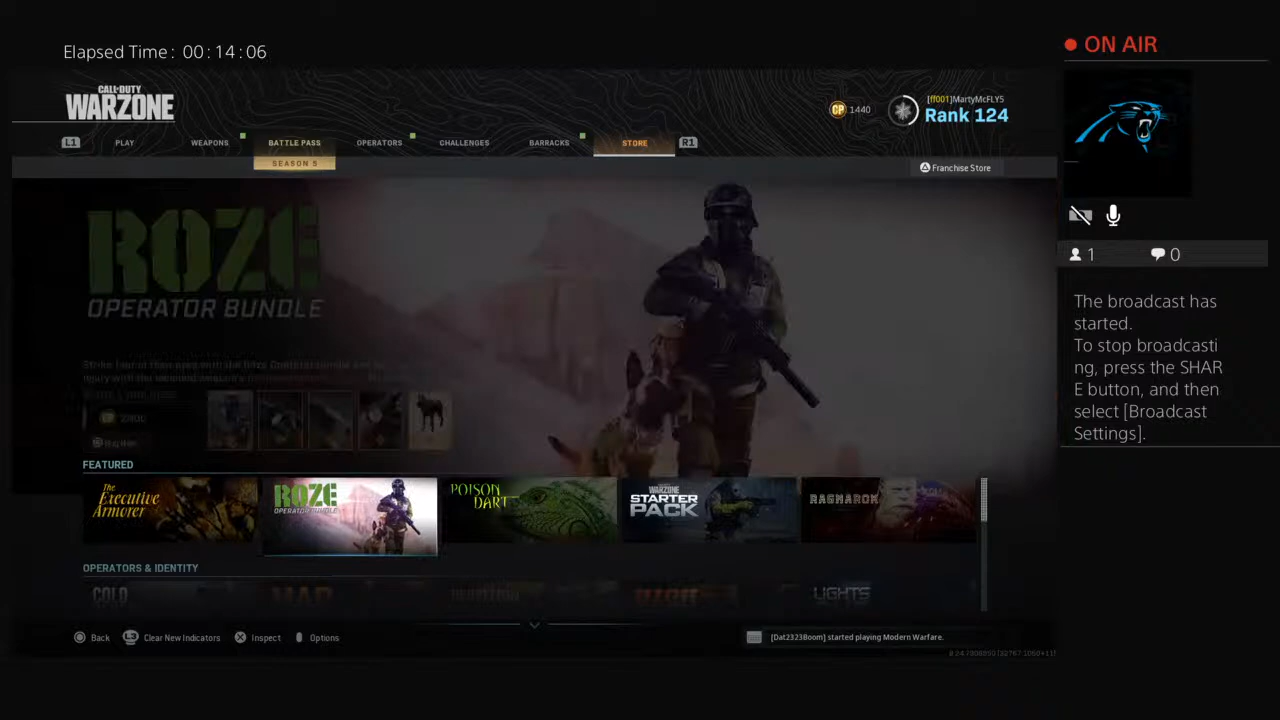 Elapsed Time: 00:14:06
ON AIR
CALL OF DUTY
WARZONE
CP 1440
[ff001]MartyMcFLY5
Rank 124
L1
PLAY
WEAPONS
BATTLE PASS
OPERATORS
CHALLENGES
BARRACKS
STORE
R1
SEASON 5
Franchise Store
ROZE
OPERATOR BUNDLE
1
0
The broadcast has
started.
To stop broadcasti
ng, press the SHAR
E button, and then
select [Broadcast
Settings].
CP
FEATURED
The
Executive
Armorer
ROZE
OPERATOR BUNDLE
POISON
DART
WARZONE
STARTER
PACK
RAGNAROK
OPERATORS & IDENTITY
COLD
LIGHTS
Back
L3 Clear New Indicators
Inspect
Options
[Dat2323Boom] started playing Modern Warfare.